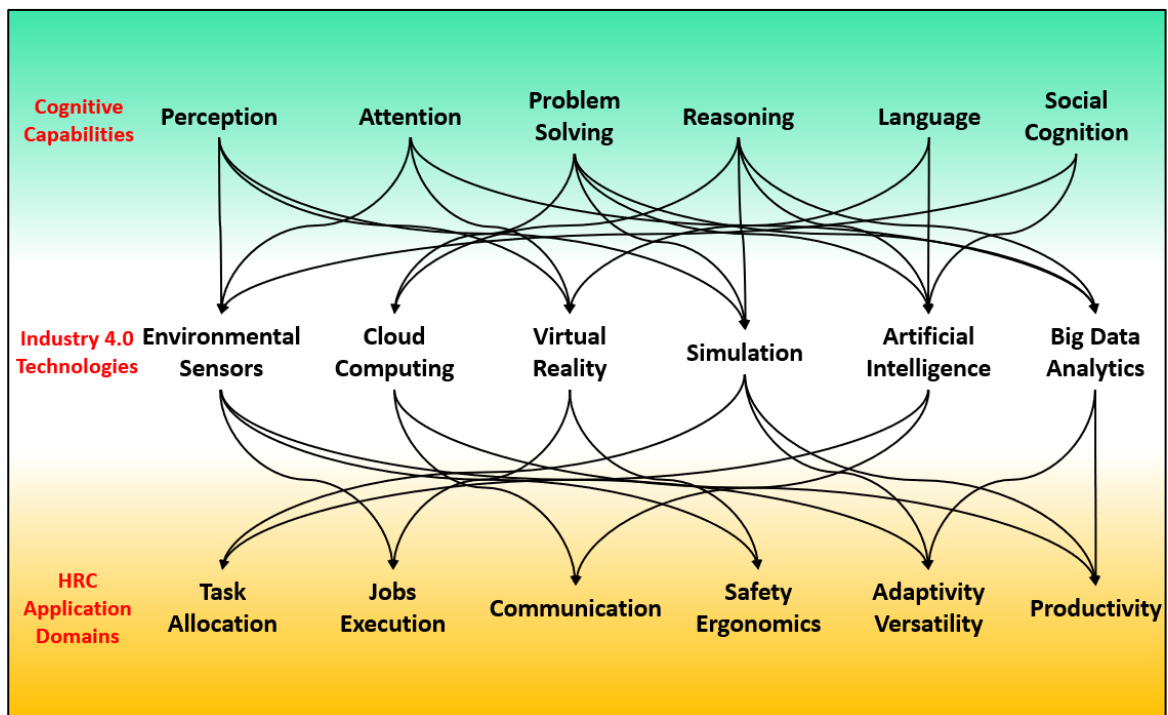 Cognitive
Capabilities
Perception
Attention
Problem
Solving
Reasoning
Language
Social
Cognition
Industry 4.0
Technologies
Environmental
Sensors
Cloud
Computing
Virtual
Reality
Simulation
Artificial
Intelligence
Big Data
Analytics
HRC
Application
Domains
Task
Allocation
Jobs
Execution
Communication
Safety
Ergonomics
Adaptivity
Versatility
Productivity